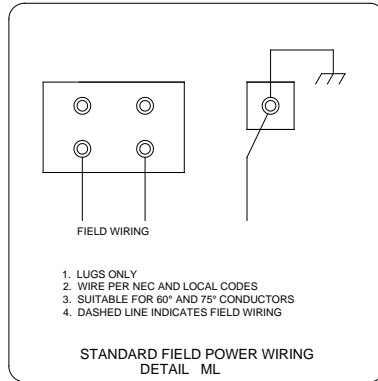 FIELD WIRING
1. LUGS ONLY
2. WIRE PER NEC AND LOCAL CODES
3. SUITABLE FOR 60° AND 75° CONDUCTORS
4. DASHED LINE INDICATES FIELD WIRING
STANDARD FIELD POWER WIRING
DETAIL ML